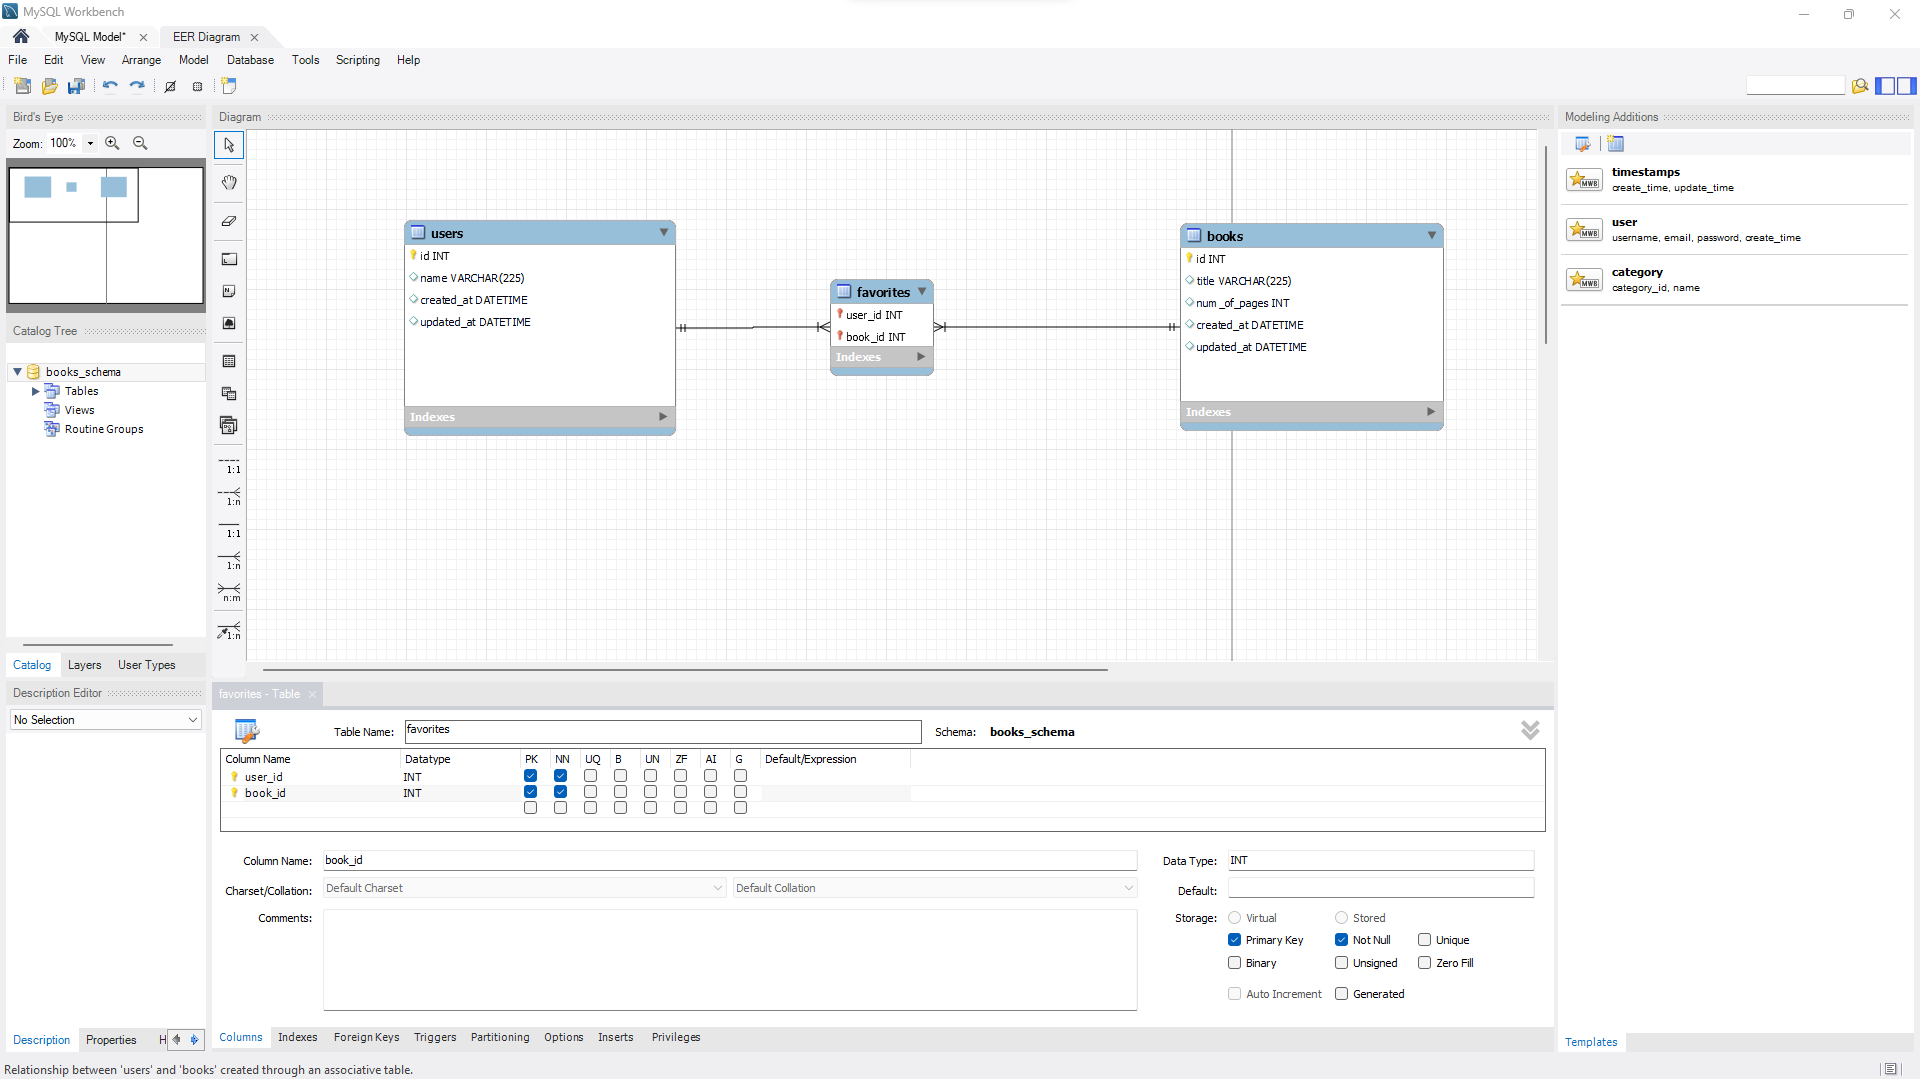 MySQL Workbench
MySQL Model*
EER Diagram
File Edit View Arrange Model Database Tools Scripting Help
Bird's Eye
Zoom: 100%
Catalog Tree
books_schema
Tables
Views
Routine Groups
Catalog Layers User Types
Description Editor
No Selection
Description Properties H
Diagram
1:1
1:n
1:1
1:n
n:m
1:n
users
id INT
name VARCHAR(225)
created_at DATETIME
updated_at DATETIME
Indexes
favorites
user_id INT
book_id INT
Indexes
books
id INT
title VARCHAR(225)
num _of_pages INT
created_at DATETIME
updated_at DATETIME
Indexes
Modeling Additions
MWB
timestamps
create_time, update_time
MWB
user
username, email, password, create_time
MWB
category
category_id, name
Templates
favorites - Table
Table Name: favorites Schema: books_schema
Column Name Datatype PK NN UQ B UN ZF AI G Default/Expression
user_id INT
book_id INT
Column Name: book_id Data Type: INT
Charset/Collation: Default Charset Default Collation Default:
Comments: Storage: Virtual Stored
Primary Key Not Null Unique
Binary Unsigned Zero Fill
Auto Increment Generated
Columns Indexes Foreign Keys Triggers Partitioning Options Inserts Privileges
Relationship between 'users' and 'books' created through an associative table.